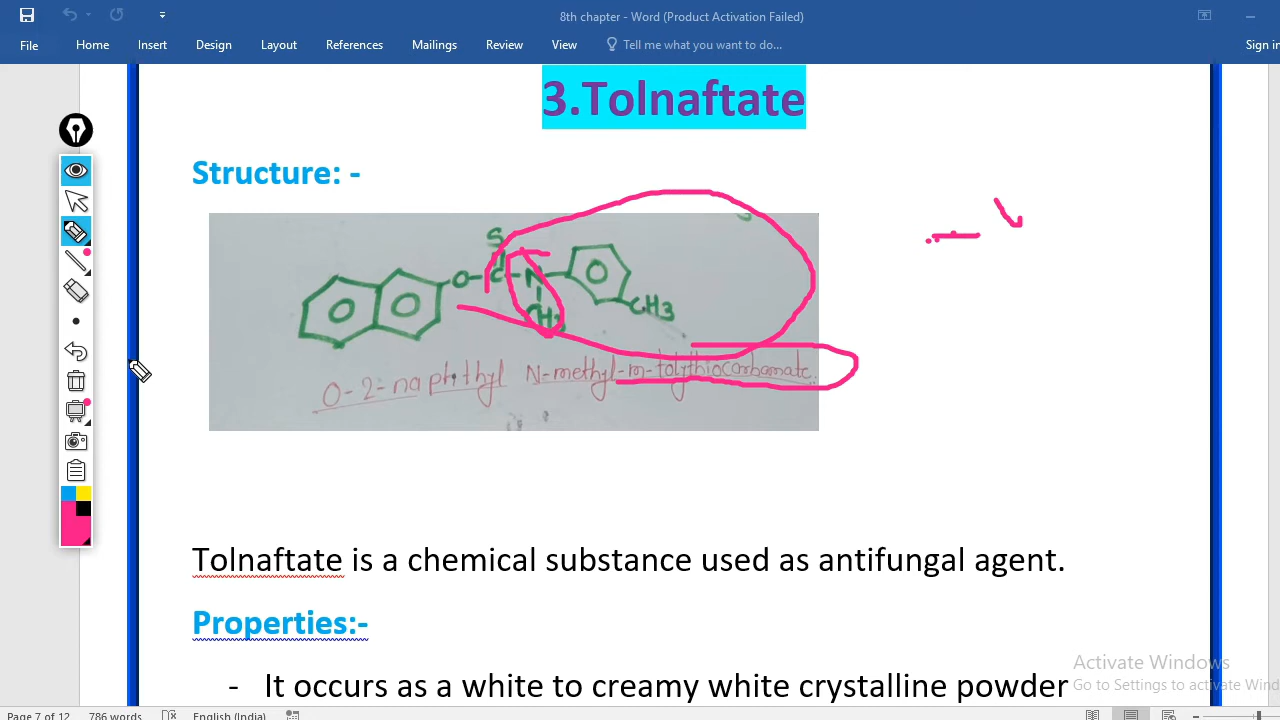 8th chapter - Word (Product Activation Failed)
File Home Insert Design Layout References Mailings Review View Tell me what you want to do... Sign in
3.Tolnaftate
Structure: -
S
O-C-N
CH3
CH3
O-2-naphthyl N-methyl-m-tolythiocarbamate.
Tolnaftate is a chemical substance used as antifungal agent.
Properties:-
- It occurs as a white to creamy white crystalline powder
Activate Windows
Go to Settings to activate Wind
Page 7 of 12 786 words English (India)